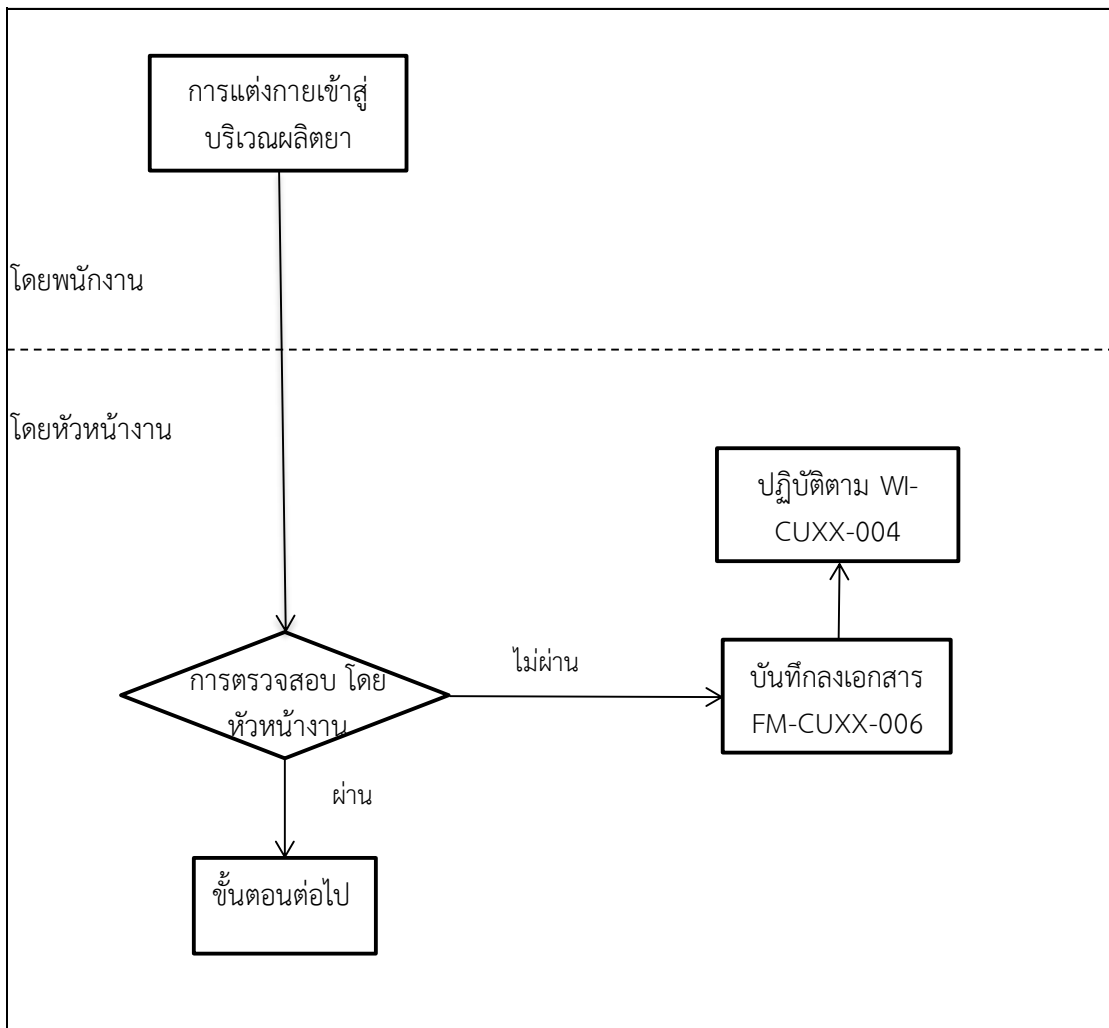 การแต่งกายเข้าสู่
บริเวณผลิตยา
โดยพนักงาน
โดยหัวหน้างาน
ปฏิบัติตาม WI-
CUXX-004
การตรวจสอบ โดย
หัวหน้างาน
ไม่ผ่าน
บันทึกลงเอกสาร
FM-CUXX-006
ผ่าน
ขั้นตอนต่อไป